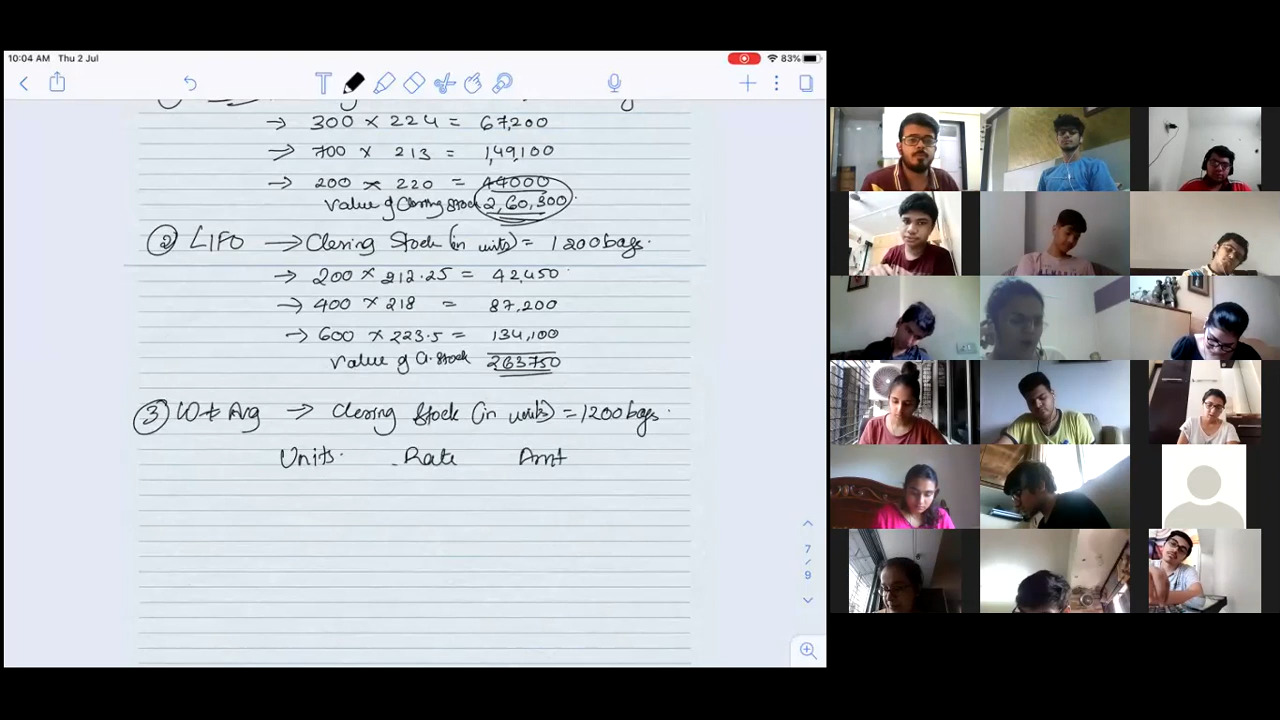 10:04 AM Thu 2 Jul
83%
T
→ 300 × 224 = 67,200
→ 700 × 213 = 1,49,100
→ 200 × 220 = 44000
Value of Closing Stock 2,60,300.
② LIFO → Closing Stock (in units) = 1200 bags.
→ 200 × 212.25 = 42,450
→ 400 × 218 = 87,200
→ 600 × 223.5 = 134,100
Value of Cl. Stock 263750
③ Wt Avg → Closing Stock (in units) = 1200 bags.
Units. Rate Amt
7
/
9